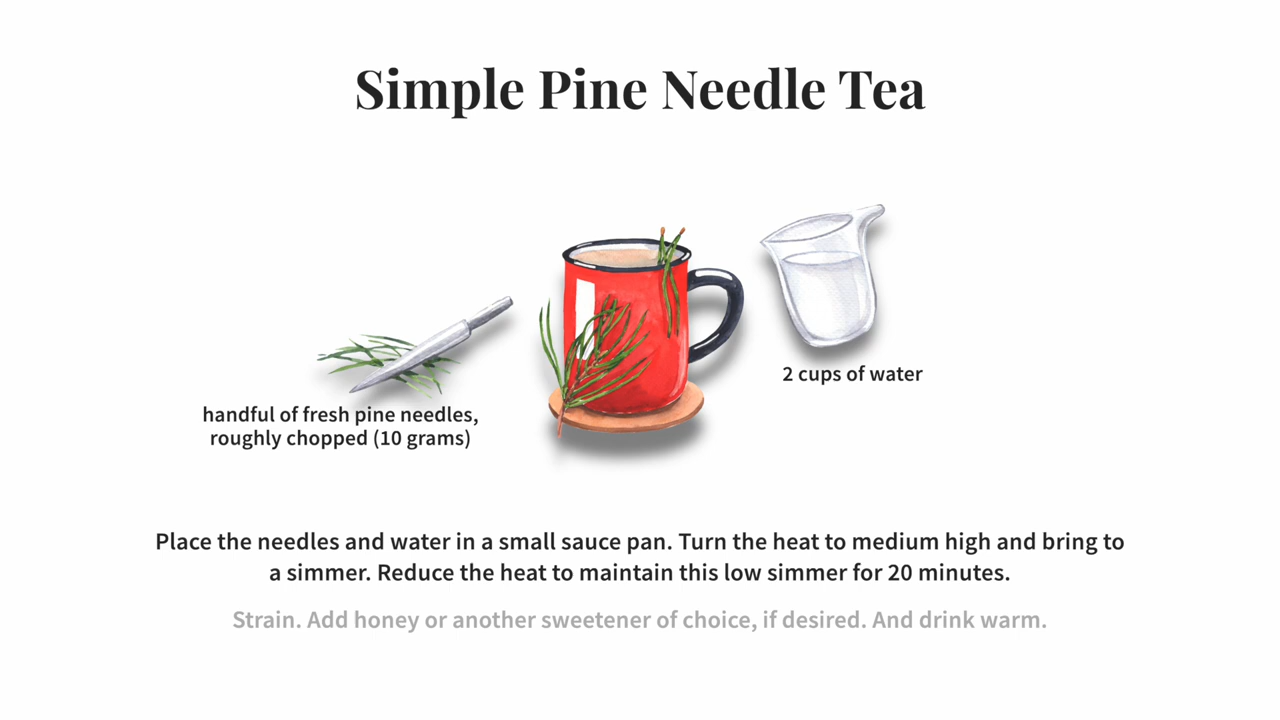 Simple Pine Needle Tea
handful of fresh pine needles,
roughly chopped (10 grams)
2 cups of water
Place the needles and water in a small sauce pan. Turn the heat to medium high and bring to
a simmer. Reduce the heat to maintain this low simmer for 20 minutes.
Strain. Add honey or another sweetener of choice, if desired. And drink warm.